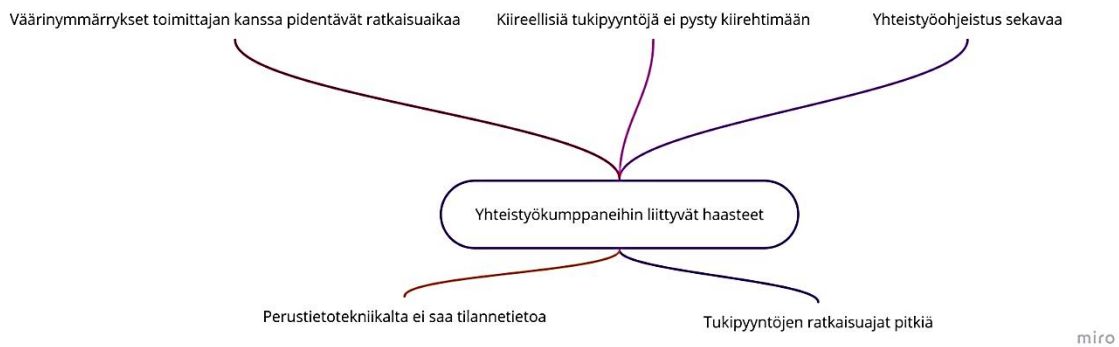 Väärinymmärrykset toimittajan kanssa pidentävät ratkaisuaikaa
Kiireellisiä tukipyyntöjä ei pysty kiirehtimään
Yhteistyöohjeistus sekavaa
Yhteistyökumppaneihin liittyvät haasteet
Perustietotekniikalta ei saa tilannetietoa
Tukipyyntöjen ratkaisuajat pitkiä
miro